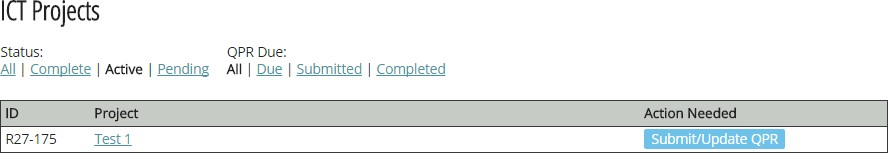 ICT Projects
Status: QPR Due:
All | Complete | Active | Pending All | Due | Submitted | Completed
ID Project Action Needed
R27-175 Test 1 Submit/Update QPR